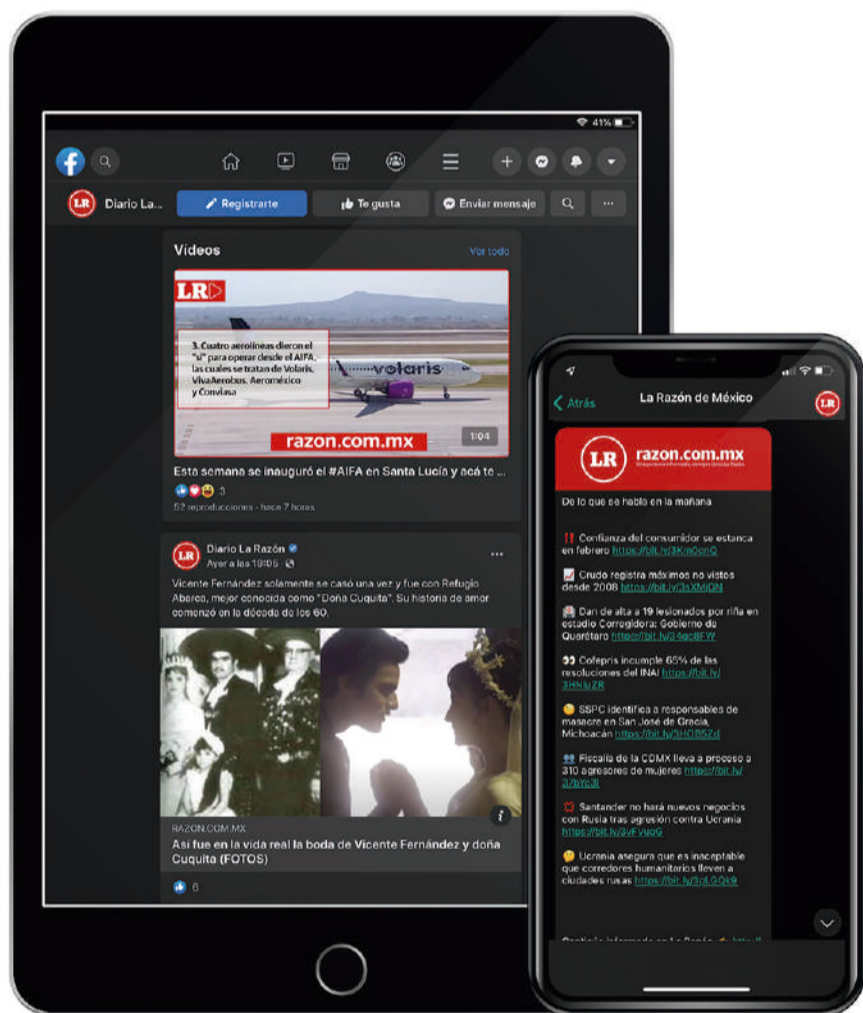 41%
f
LR
Diario La...
Registrarte
Te gusta
Enviar mensaje
Vídeos
Ver todo
LR
3. Cuatro aerolíneas dieron el
"sí" para operar desde el AIFA,
las cuales se tratan de Volaris,
VivaAerobus, Aeroméxico
y Conviasa
volaris
razon.com.mx
1:04
Esta semana se inauguró el #AIFA en Santa Lucía y acá te ...
3
52 reproducciones · hace 7 horas
LR
Diario La Razón
Ayer a las 19:05
Vicente Fernández solamente se casó una vez y fue con Refugio
Abarca, mejor conocida como "Doña Cuquita". Su historia de amor
comenzó en la década de los 60.
RAZON.COM.MX
Así fue en la vida real la boda de Vicente Fernández y doña
Cuquita (FOTOS)
6
Atrás
La Razón de México
LR
LR
razon.com.mx
De lo que se habla en la mañana
Confianza del consumidor se estanca
en febrero
Crudo registra máximos no vistos
desde 2008
Dan de alta a 19 lesionados por riña en
estadio Corregidora: Gobierno de
Querétaro
Cofepris incumple 65% de las
resoluciones del INAI https://bit.ly/
SSPC identifica a responsables de
masacre en San José de Gracia,
Michoacán
Fiscalía de la CDMX lleva a proceso a
310 agresores de mujeres https://bit.ly/
Santander no hará nuevos negocios
con Rusia tras agresión contra Ucrania
Ucrania asegura que es inaceptable
que corredores humanitarios lleven a
ciudades rusas